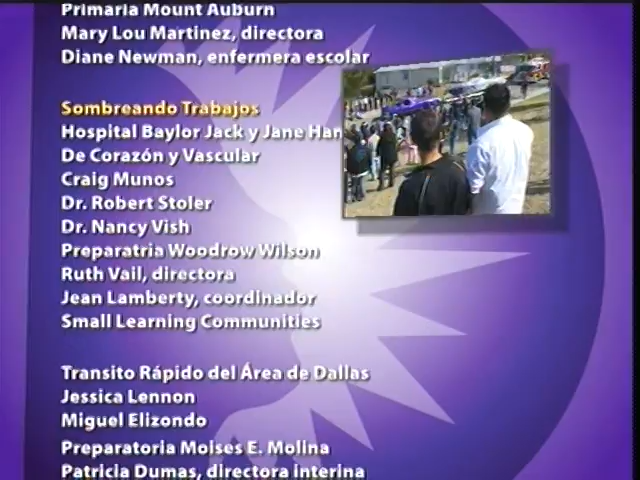 Primaria Mount Auburn
Mary Lou Martinez, directora
Diane Newman, enfermera escolar
Sombreando Trabajos
Hospital Baylor Jack y Jane Han
De Corazón y Vascular
Craig Munos
Dr. Robert Stoler
Dr. Nancy Vish
Preparatria Woodrow Wilson
Ruth Vail, directora
Jean Lamberty, coordinador
Small Learning Communities
Transito Rápido del Área de Dallas
Jessica Lennon
Miguel Elizondo
Preparatoria Moises E. Molina
Patricia Dumas, directora interina